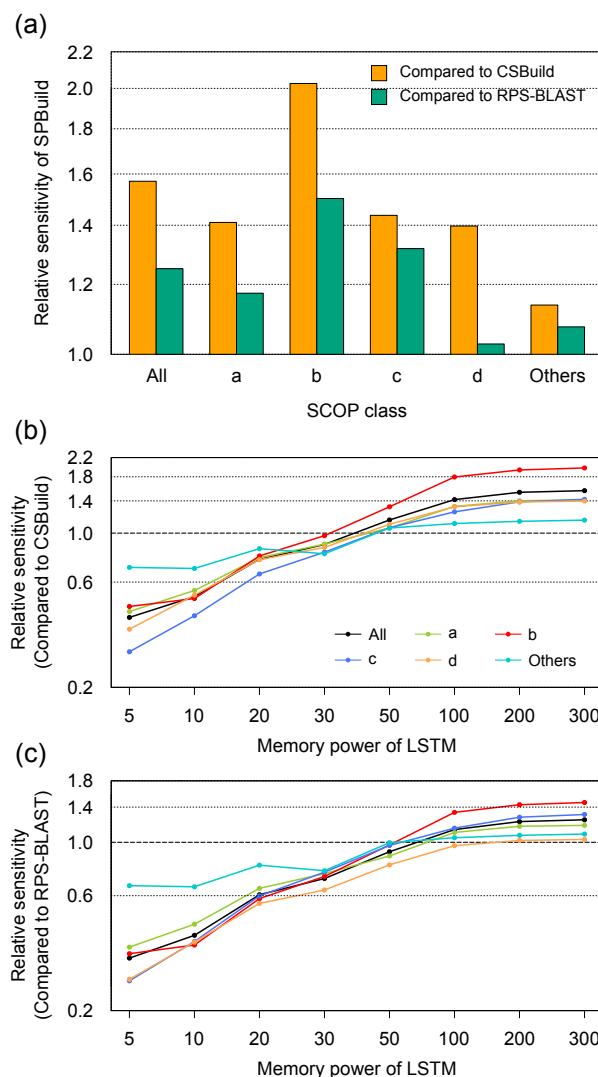 (a)
Relative sensitivity of SPBuild
2.2
2.0
1.8
1.6
1.4
1.2
1.0
Compared to CSBuild
Compared to RPS-BLAST
All a b c d Others
SCOP class
(b)
Relative sensitivity
(Compared to CSBuild)
2.2
1.8
1.4
1.0
0.6
0.2
All a b
c d Others
5 10 20 30 50 100 200 300
Memory power of LSTM
(c)
Relative sensitivity
(Compared to RPS-BLAST)
1.8
1.4
1.0
0.6
0.2
5 10 20 30 50 100 200 300
Memory power of LSTM